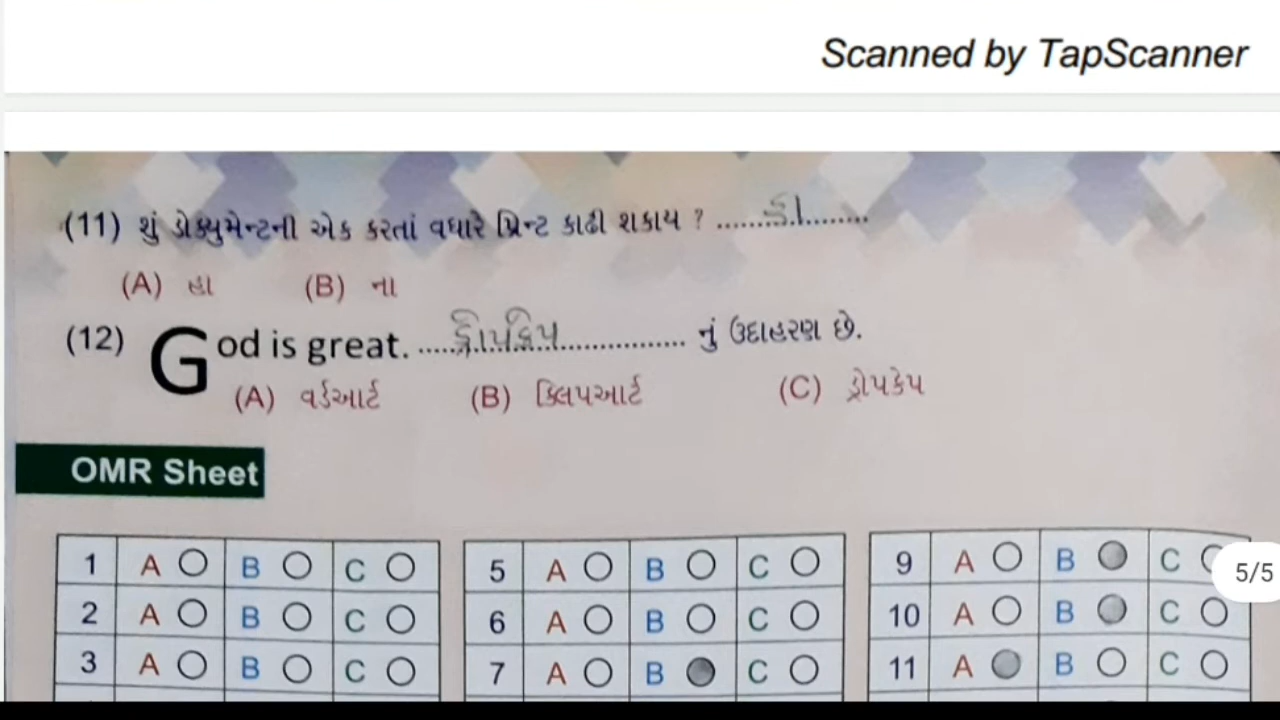 Scanned by TapScanner
(11) શું ડોક્યુમેન્ટની એક કરતાં વધારે પ્રિન્ટ કાઢી શકાય ? ......હા........
(A) હા (B) ના
(12) God is great. ................................ નું ઉદાહરણ છે.
(A) વર્ડઆર્ટ (B) ક્લિપઆર્ટ (C) ડ્રોપકેપ
OMR Sheet
1 A B C 5 A B C 9 A B C
5/5
2 A B C 6 A B C 10 A B C
3 A B C 7 A B C 11 A B C